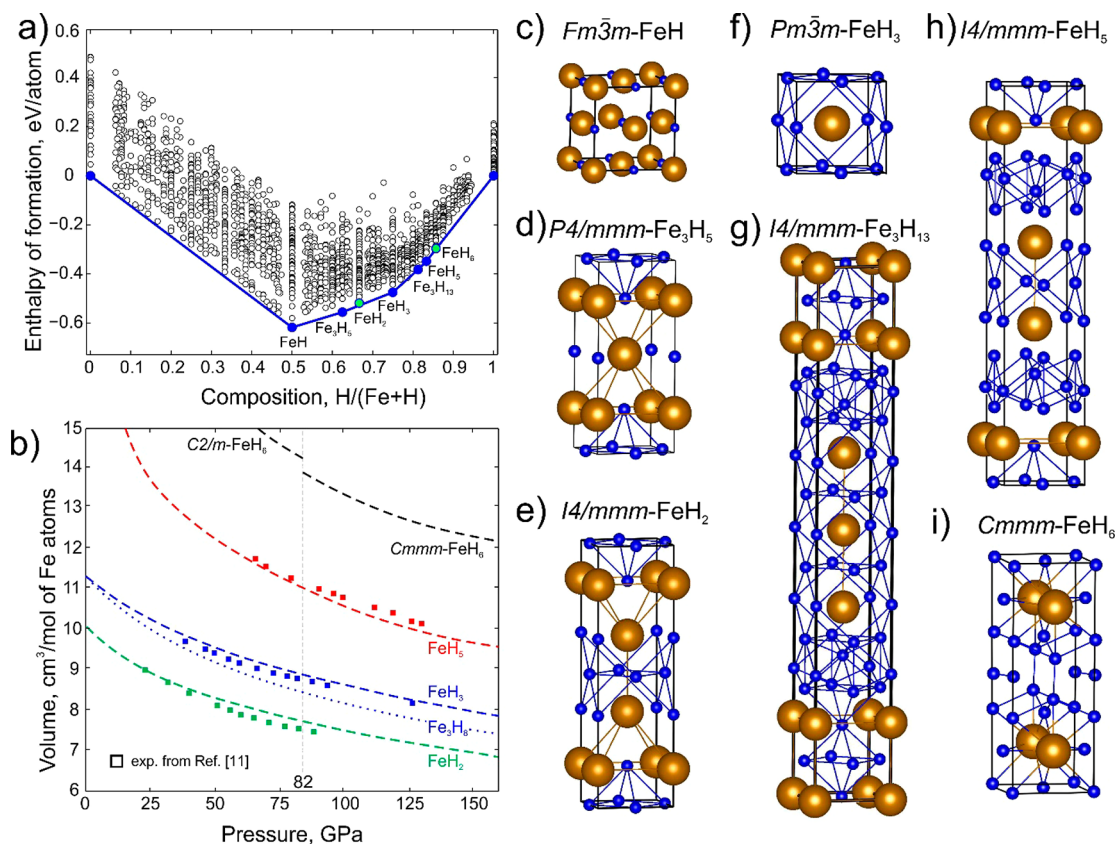 a)
Enthalpy of formation, eV/atom
0.6
0.4
0.2
0
−0.2
−0.4
−0.6
FeH
Fe₃H₅
FeH₂
FeH₃
Fe₃H₁₃
FeH₅
FeH₆
0 0.1 0.2 0.3 0.4 0.5 0.6 0.7 0.8 0.9 1
Composition, H/(Fe+H)
b)
Volume, cm³/mol of Fe atoms
15
14
13
12
11
10
9
8
7
6
C2/m-FeH₆
Cmmm-FeH₆
FeH₅
FeH₃
Fe₃H₈
FeH₂
exp. from Ref. [11]
82
0 25 50 75 100 125 150
Pressure, GPa
c) Fm3̄m-FeH
d) P4/mmm-Fe₃H₅
e) I4/mmm-FeH₂
f) Pm3̄m-FeH₃
g) I4/mmm-Fe₃H₁₃
h) I4/mmm-FeH₅
i) Cmmm-FeH₆